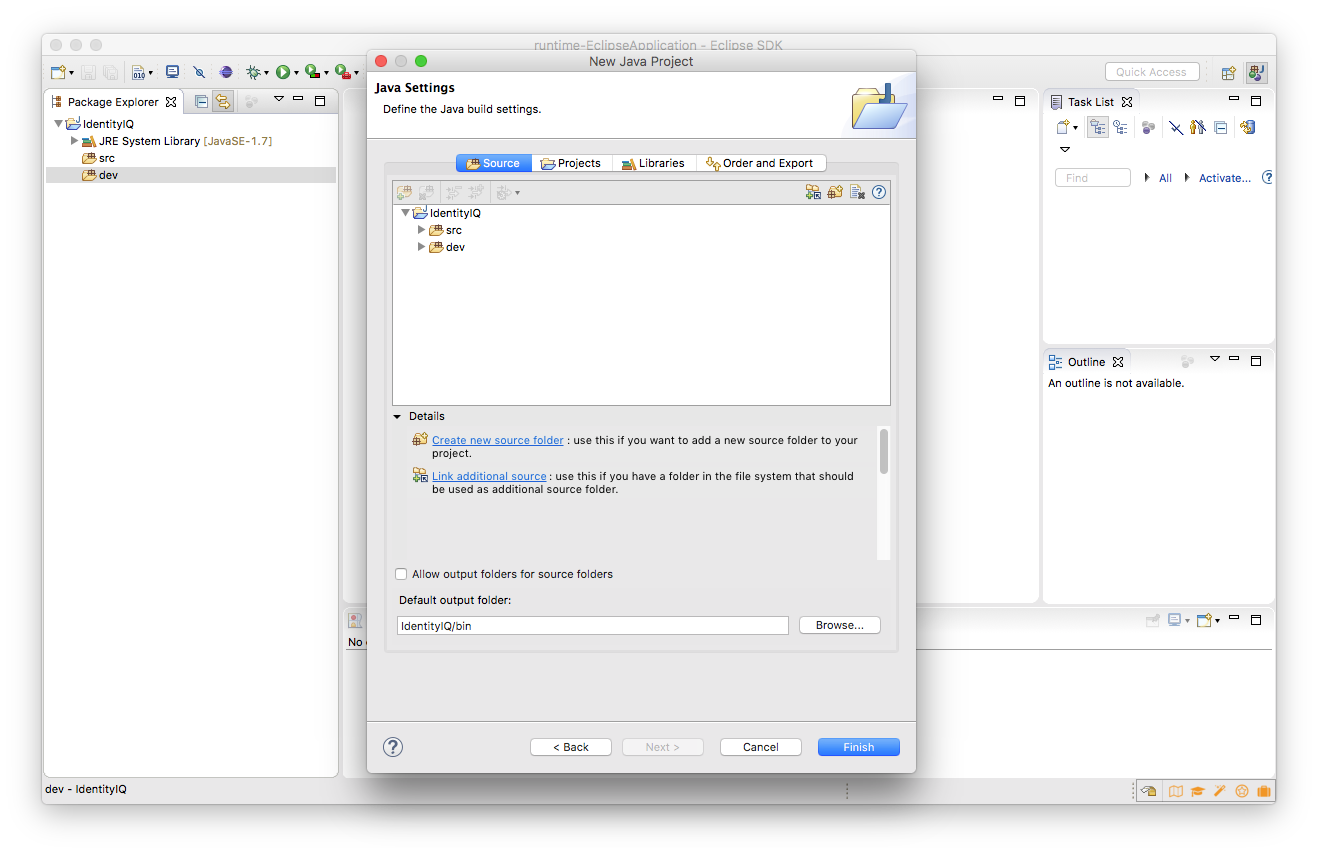 runtime-EclipseApplication - Eclipse SDK
New Java Project
010
Quick Access
Package Explorer
IdentityIQ
JRE System Library [JavaSE-1.7]
src
dev
Java Settings
Define the Java build settings.
Source
Projects
Libraries
Order and Export
IdentityIQ
src
dev
Details
Create new source folder : use this if you want to add a new source folder to your
project.
Link additional source : use this if you have a folder in the file system that should
be used as additional source folder.
Allow output folders for source folders
Default output folder:
IdentityIQ/bin
Browse...
?
< Back
Next >
Cancel
Finish
Task List
Find
All
Activate...
?
Outline
An outline is not available.
No
dev - IdentityIQ